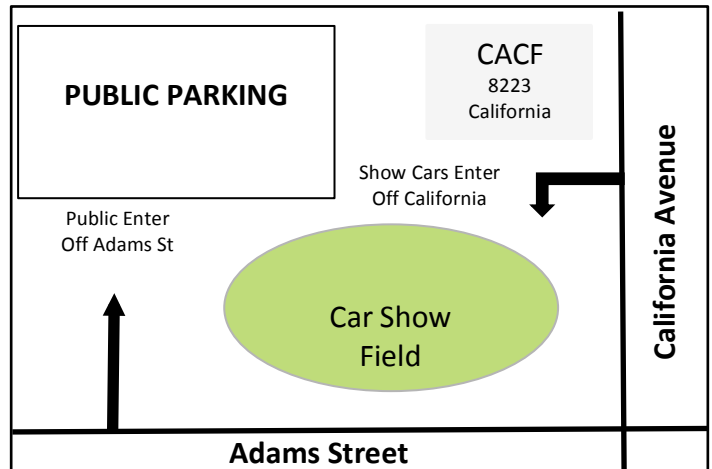 PUBLIC PARKING
CACF
8223
California
Show Cars Enter
Off California
Public Enter
Off Adams St
California Avenue
Car Show
Field
Adams Street